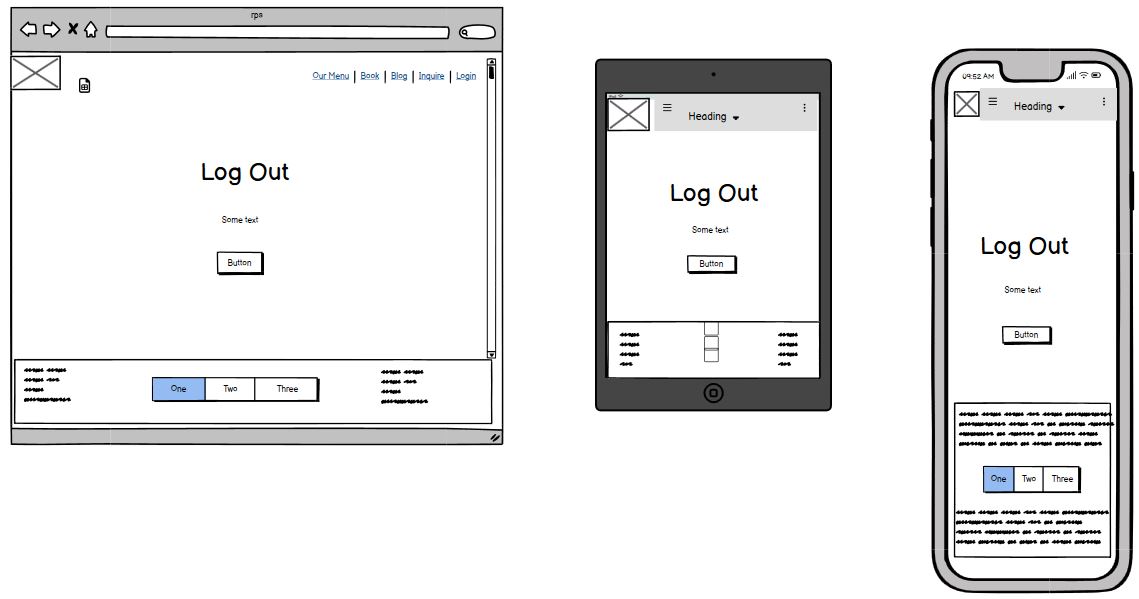 rps
Our Menu | Book | Blog | Inquire | Login
Log Out
Some text
Button
One Two Three
Heading
Log Out
Some text
Button
09:52 AM
Heading
Log Out
Some text
Button
One Two Three